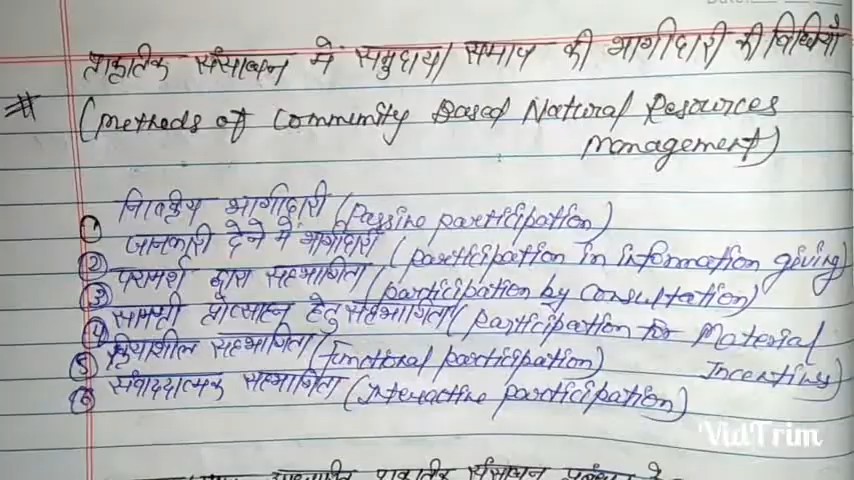 प्राकृतिक संसाधन में समुदाय/समाज की भागीदारी की विधियाँ
# (Methods of Community Based Natural Resources
Management)
① निष्क्रीय भागीदारी (Passive participation)
② जानकारी देने में भागीदारी (participation in information giving)
③ परामर्श द्वारा सहभागिता (participation by Consultation)
④ सामग्री प्रोत्साहन हेतु सहभागिता (participation for Material
Incentives)
⑤ क्रियाशील सहभागिता (Functional participation)
⑥ संवाददात्मक सहभागिता (Interactive participation)
VidTrim
प्राकृतिक संसाधन